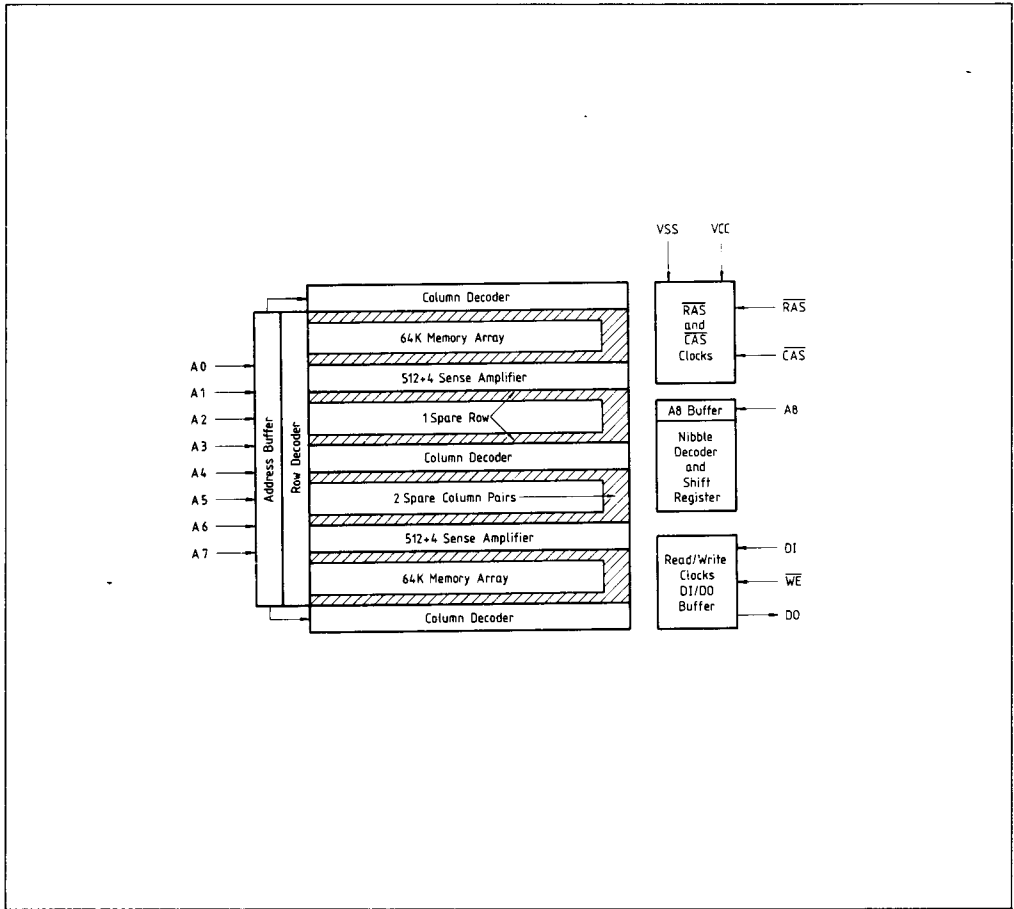 VSS VCC
Column Decoder
RAS
and
CAS
Clocks
RAS
CAS
64K Memory Array
512+4 Sense Amplifier
A0
A1
A2
A3
A4
A5
A6
A7
Address Buffer
Row Decoder
1 Spare Row
Column Decoder
2 Spare Column Pairs
512+4 Sense Amplifier
64K Memory Array
Column Decoder
A8 Buffer
A8
Nibble
Decoder
and
Shift
Register
Read/Write
Clocks
DI/DO
Buffer
DI
WE
DO